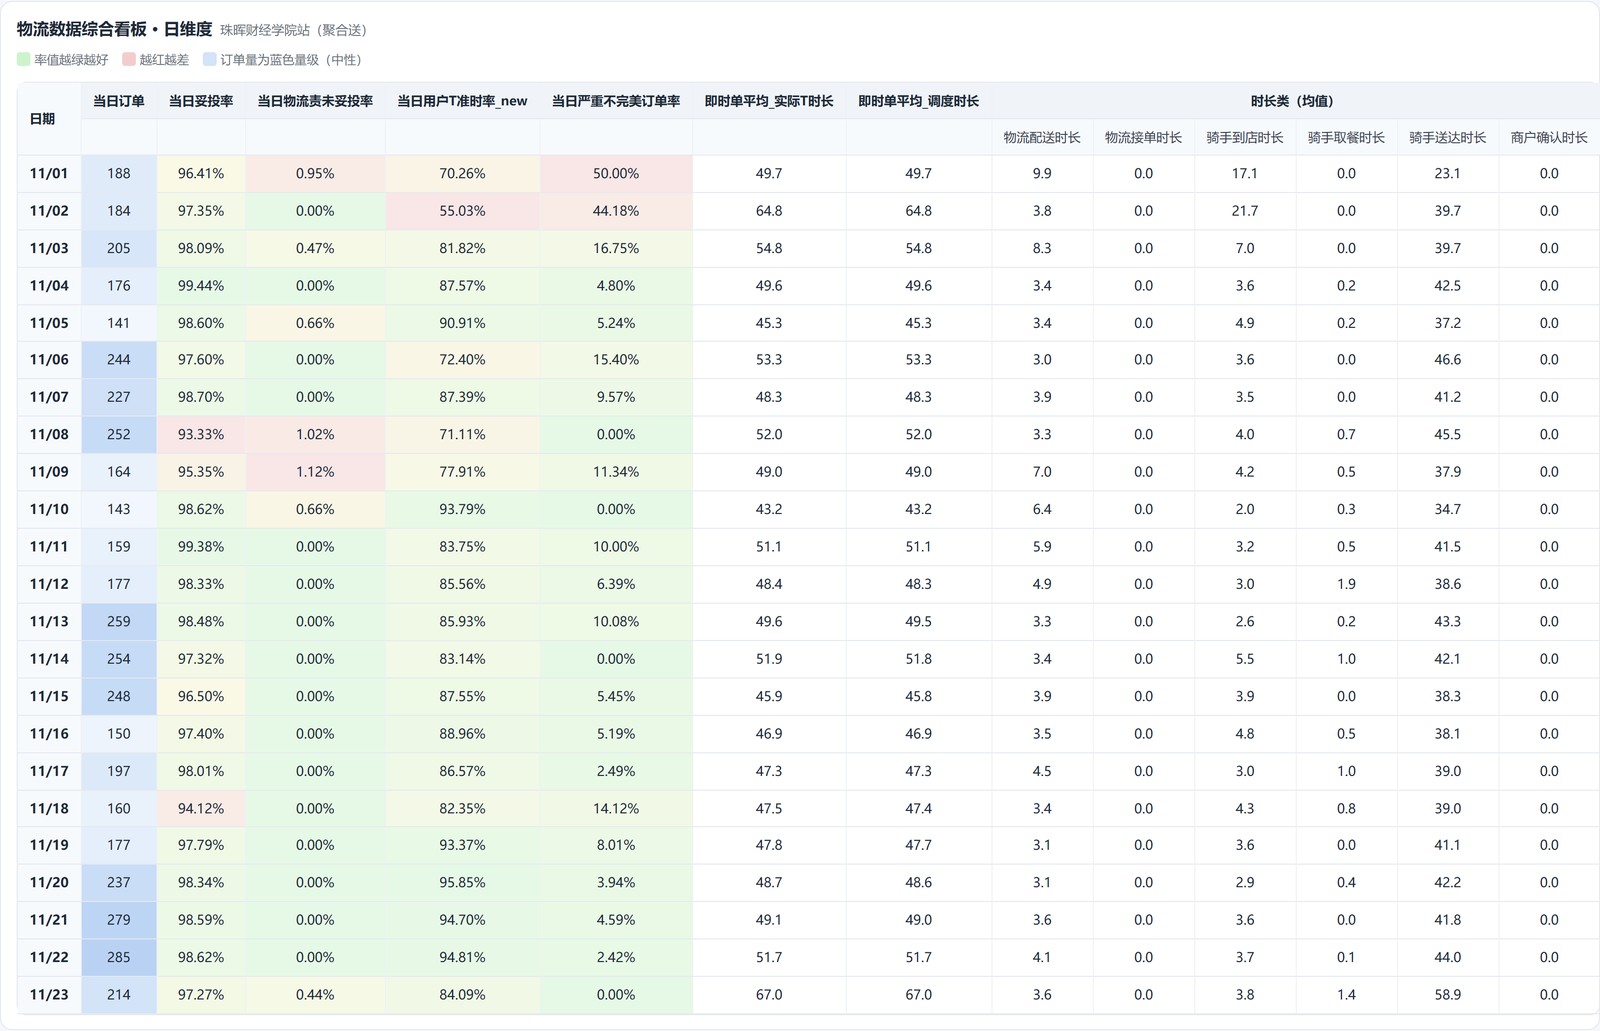 物流数据综合看板 • 日维度 珠晖财经学院站（聚合送）
率值越绿越好 越红越差 订单量为蓝色量级（中性）
日期 当日订单 当日妥投率 当日物流责未妥投率 当日用户T准时率_new 当日严重不完美订单率 即时单平均_实际T时长 即时单平均_调度时长 时长类（均值）
物流配送时长 物流接单时长 骑手到店时长 骑手取餐时长 骑手送达时长 商户确认时长
11/01 188 96.41% 0.95% 70.26% 50.00% 49.7 49.7 9.9 0.0 17.1 0.0 23.1 0.0
11/02 184 97.35% 0.00% 55.03% 44.18% 64.8 64.8 3.8 0.0 21.7 0.0 39.7 0.0
11/03 205 98.09% 0.47% 81.82% 16.75% 54.8 54.8 8.3 0.0 7.0 0.0 39.7 0.0
11/04 176 99.44% 0.00% 87.57% 4.80% 49.6 49.6 3.4 0.0 3.6 0.2 42.5 0.0
11/05 141 98.60% 0.66% 90.91% 5.24% 45.3 45.3 3.4 0.0 4.9 0.2 37.2 0.0
11/06 244 97.60% 0.00% 72.40% 15.40% 53.3 53.3 3.0 0.0 3.6 0.0 46.6 0.0
11/07 227 98.70% 0.00% 87.39% 9.57% 48.3 48.3 3.9 0.0 3.5 0.0 41.2 0.0
11/08 252 93.33% 1.02% 71.11% 0.00% 52.0 52.0 3.3 0.0 4.0 0.7 45.5 0.0
11/09 164 95.35% 1.12% 77.91% 11.34% 49.0 49.0 7.0 0.0 4.2 0.5 37.9 0.0
11/10 143 98.62% 0.66% 93.79% 0.00% 43.2 43.2 6.4 0.0 2.0 0.3 34.7 0.0
11/11 159 99.38% 0.00% 83.75% 10.00% 51.1 51.1 5.9 0.0 3.2 0.5 41.5 0.0
11/12 177 98.33% 0.00% 85.56% 6.39% 48.4 48.3 4.9 0.0 3.0 1.9 38.6 0.0
11/13 259 98.48% 0.00% 85.93% 10.08% 49.6 49.5 3.3 0.0 2.6 0.2 43.3 0.0
11/14 254 97.32% 0.00% 83.14% 0.00% 51.9 51.8 3.4 0.0 5.5 1.0 42.1 0.0
11/15 248 96.50% 0.00% 87.55% 5.45% 45.9 45.8 3.9 0.0 3.9 0.0 38.3 0.0
11/16 150 97.40% 0.00% 88.96% 5.19% 46.9 46.9 3.5 0.0 4.8 0.5 38.1 0.0
11/17 197 98.01% 0.00% 86.57% 2.49% 47.3 47.3 4.5 0.0 3.0 1.0 39.0 0.0
11/18 160 94.12% 0.00% 82.35% 14.12% 47.5 47.4 3.4 0.0 4.3 0.8 39.0 0.0
11/19 177 97.79% 0.00% 93.37% 8.01% 47.8 47.7 3.1 0.0 3.6 0.0 41.1 0.0
11/20 237 98.34% 0.00% 95.85% 3.94% 48.7 48.6 3.1 0.0 2.9 0.4 42.2 0.0
11/21 279 98.59% 0.00% 94.70% 4.59% 49.1 49.0 3.6 0.0 3.6 0.0 41.8 0.0
11/22 285 98.62% 0.00% 94.81% 2.42% 51.7 51.7 4.1 0.0 3.7 0.1 44.0 0.0
11/23 214 97.27% 0.44% 84.09% 0.00% 67.0 67.0 3.6 0.0 3.8 1.4 58.9 0.0